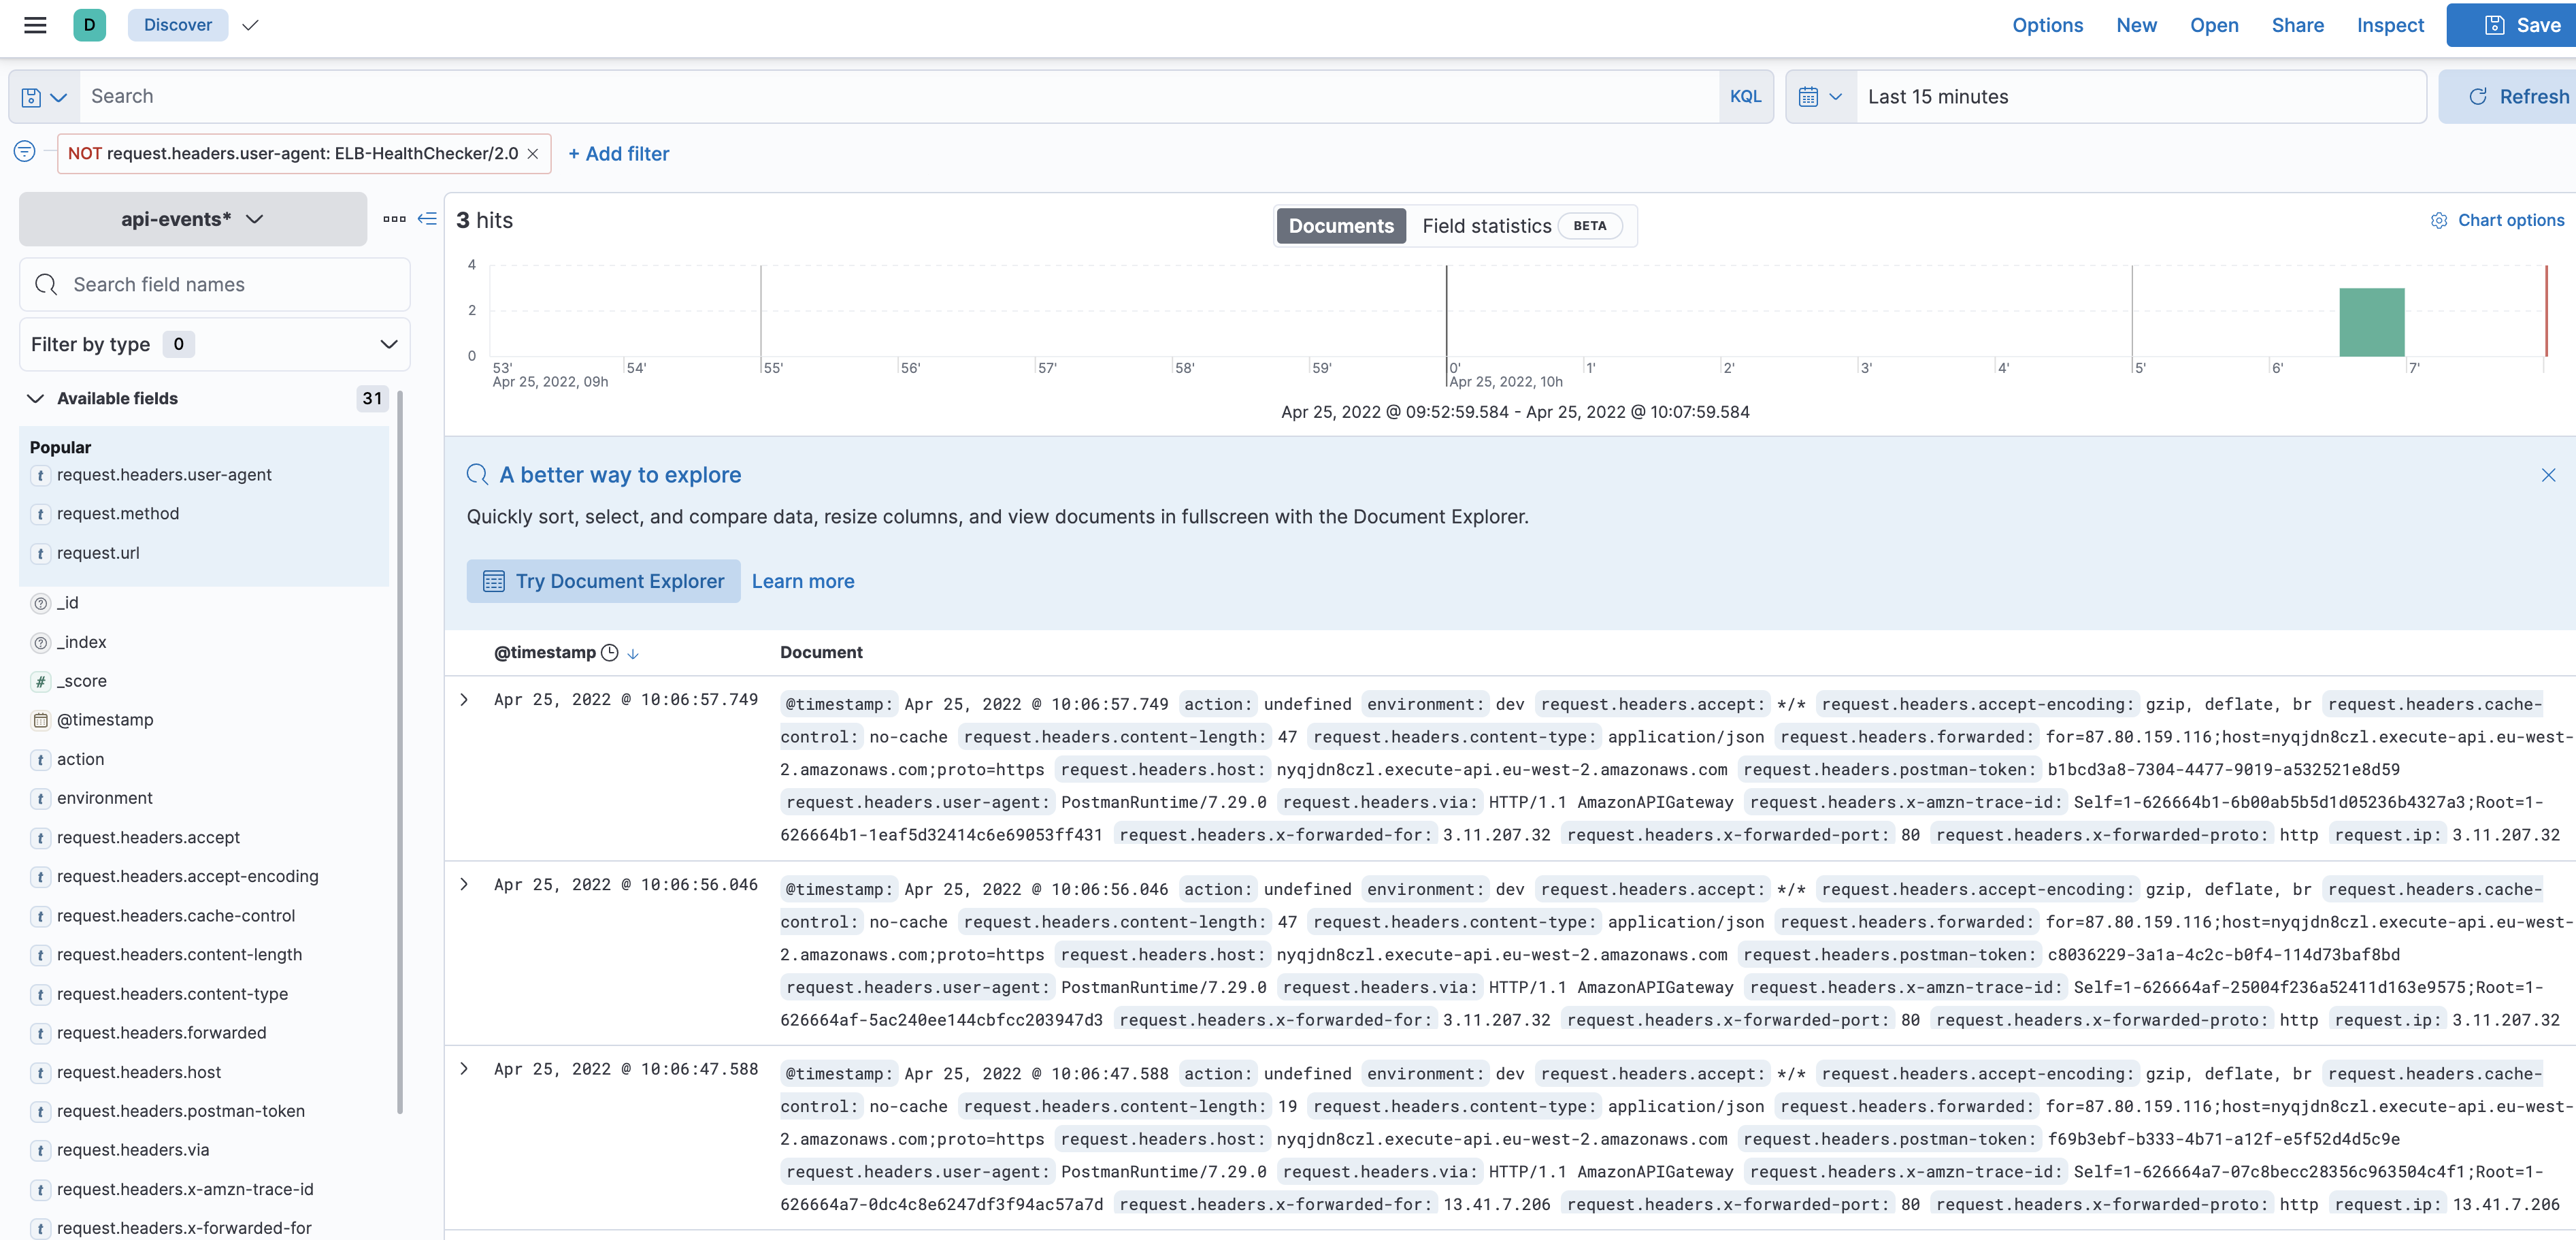 D Discover Options New Open Share Inspect Save
Search KQL Last 15 minutes Refresh
NOT request.headers.user-agent: ELB-HealthChecker/2.0 × + Add filter
api-events*
Search field names
Filter by type 0
Available fields 31
Popular
t request.headers.user-agent
t request.method
t request.url
_id
_index
# _score
@timestamp
t action
t environment
t request.headers.accept
t request.headers.accept-encoding
t request.headers.cache-control
t request.headers.content-length
t request.headers.content-type
t request.headers.forwarded
t request.headers.host
t request.headers.postman-token
t request.headers.via
t request.headers.x-amzn-trace-id
t request.headers.x-forwarded-for
3 hits Documents Field statistics BETA Chart options
4
2
0
53' 54' 55' 56' 57' 58' 59' 0' 1' 2' 3' 4' 5' 6' 7'
Apr 25, 2022, 09h Apr 25, 2022, 10h
Apr 25, 2022 @ 09:52:59.584 - Apr 25, 2022 @ 10:07:59.584
A better way to explore
Quickly sort, select, and compare data, resize columns, and view documents in fullscreen with the Document Explorer.
Try Document Explorer Learn more
@timestamp Document
Apr 25, 2022 @ 10:06:57.749 @timestamp: Apr 25, 2022 @ 10:06:57.749 action: undefined environment: dev request.headers.accept: */* request.headers.accept-encoding: gzip, deflate, br request.headers.cache-
control: no-cache request.headers.content-length: 47 request.headers.content-type: application/json request.headers.forwarded: for=87.80.159.116;host=nyqjdn8czl.execute-api.eu-west-
2.amazonaws.com;proto=https request.headers.host: nyqjdn8czl.execute-api.eu-west-2.amazonaws.com request.headers.postman-token: b1bcd3a8-7304-4477-9019-a532521e8d59
request.headers.user-agent: PostmanRuntime/7.29.0 request.headers.via: HTTP/1.1 AmazonAPIGateway request.headers.x-amzn-trace-id: Self=1-626664b1-6b00ab5b5d1d05236b4327a3;Root=1-
626664b1-1eaf5d32414c6e69053ff431 request.headers.x-forwarded-for: 3.11.207.32 request.headers.x-forwarded-port: 80 request.headers.x-forwarded-proto: http request.ip: 3.11.207.32
Apr 25, 2022 @ 10:06:56.046 @timestamp: Apr 25, 2022 @ 10:06:56.046 action: undefined environment: dev request.headers.accept: */* request.headers.accept-encoding: gzip, deflate, br request.headers.cache-
control: no-cache request.headers.content-length: 47 request.headers.content-type: application/json request.headers.forwarded: for=87.80.159.116;host=nyqjdn8czl.execute-api.eu-west-
2.amazonaws.com;proto=https request.headers.host: nyqjdn8czl.execute-api.eu-west-2.amazonaws.com request.headers.postman-token: c8036229-3a1a-4c2c-b0f4-114d73baf8bd
request.headers.user-agent: PostmanRuntime/7.29.0 request.headers.via: HTTP/1.1 AmazonAPIGateway request.headers.x-amzn-trace-id: Self=1-626664af-25004f236a52411d163e9575;Root=1-
626664af-5ac240ee144cbfcc203947d3 request.headers.x-forwarded-for: 3.11.207.32 request.headers.x-forwarded-port: 80 request.headers.x-forwarded-proto: http request.ip: 3.11.207.32
Apr 25, 2022 @ 10:06:47.588 @timestamp: Apr 25, 2022 @ 10:06:47.588 action: undefined environment: dev request.headers.accept: */* request.headers.accept-encoding: gzip, deflate, br request.headers.cache-
control: no-cache request.headers.content-length: 19 request.headers.content-type: application/json request.headers.forwarded: for=87.80.159.116;host=nyqjdn8czl.execute-api.eu-west-
2.amazonaws.com;proto=https request.headers.host: nyqjdn8czl.execute-api.eu-west-2.amazonaws.com request.headers.postman-token: f69b3ebf-b333-4b71-a12f-e5f52d4d5c9e
request.headers.user-agent: PostmanRuntime/7.29.0 request.headers.via: HTTP/1.1 AmazonAPIGateway request.headers.x-amzn-trace-id: Self=1-626664a7-07c8becc28356c963504c4f1;Root=1-
626664a7-0dc4c8e6247df3f94ac57a7d request.headers.x-forwarded-for: 13.41.7.206 request.headers.x-forwarded-port: 80 request.headers.x-forwarded-proto: http request.ip: 13.41.7.206